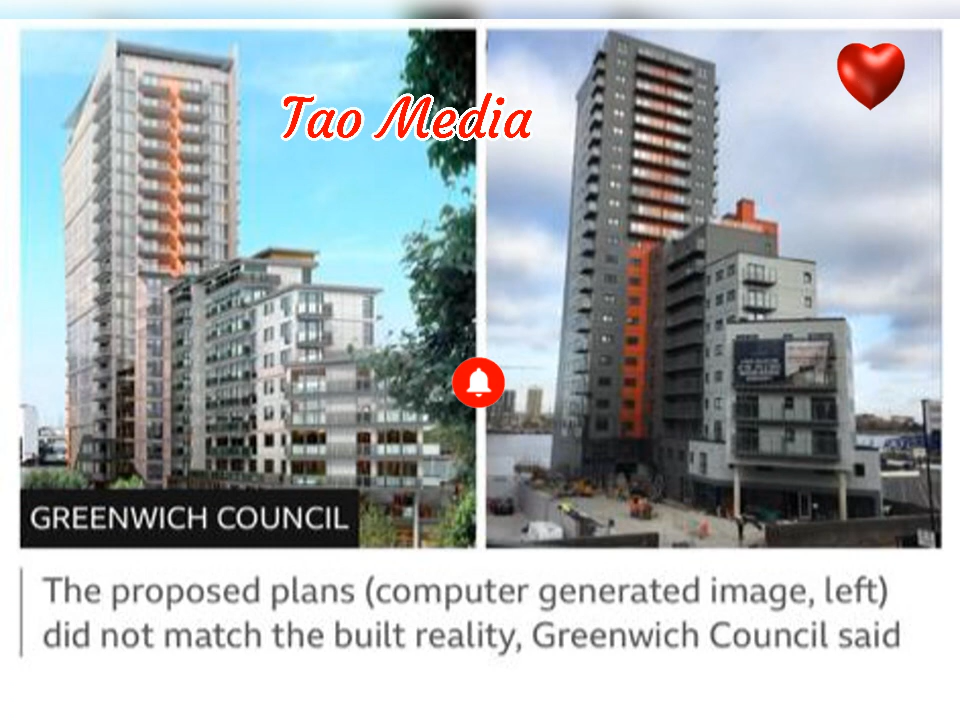 Tao Media
GREENWICH COUNCIL
The proposed plans (computer generated image, left)
did not match the built reality, Greenwich Council said